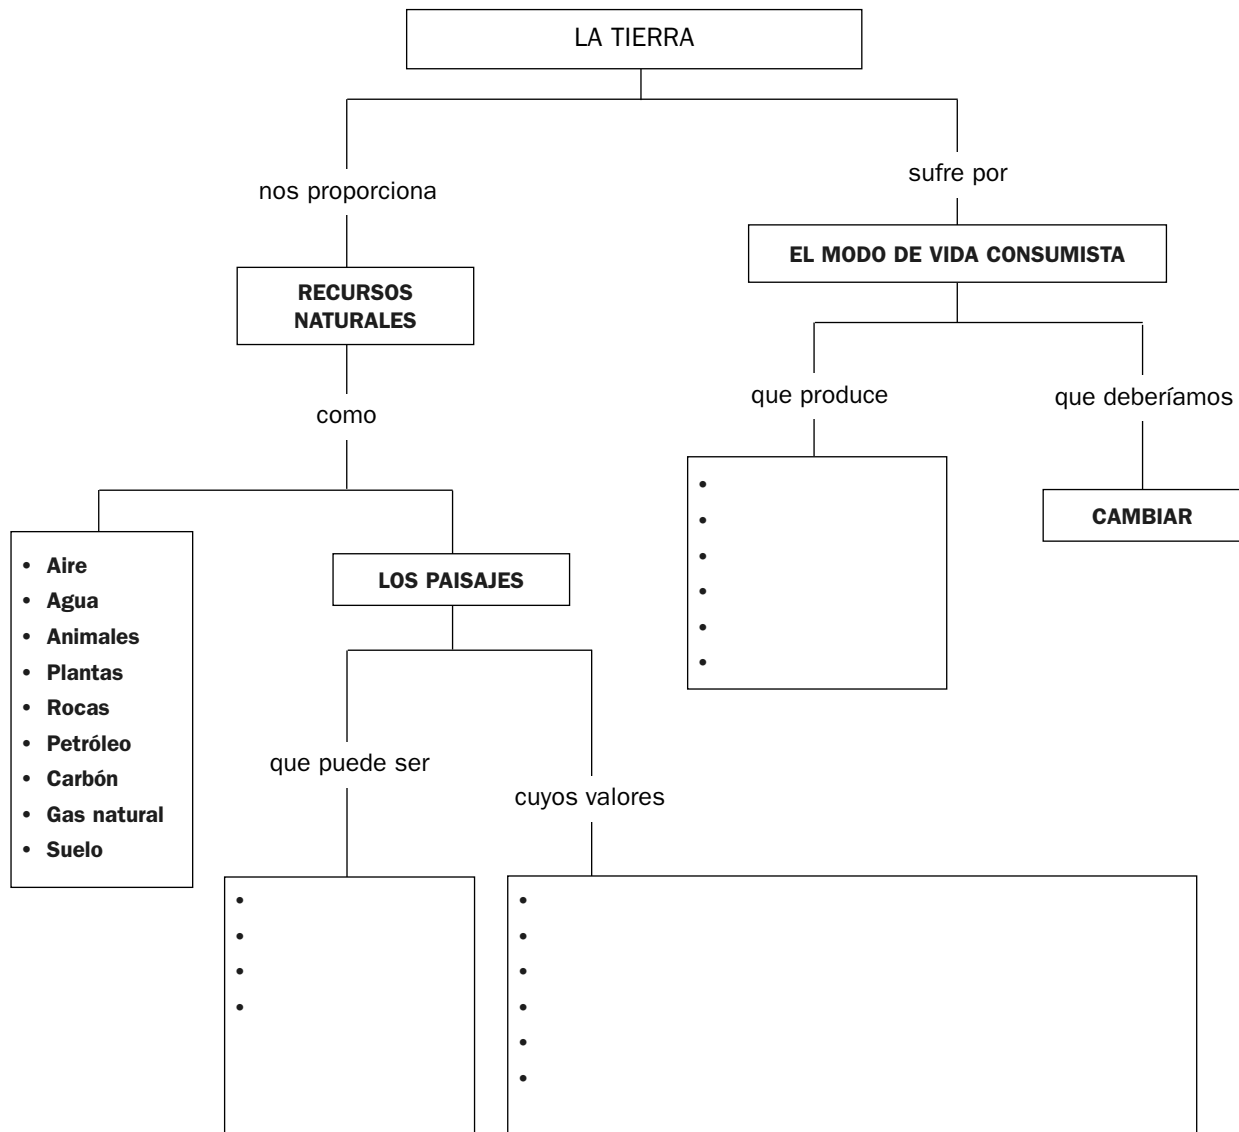 LA TIERRA
nos proporciona
sufre por
RECURSOS
NATURALES
EL MODO DE VIDA CONSUMISTA
como
que produce
que deberíamos
• Aire
• Agua
• Animales
• Plantas
• Rocas
• Petróleo
• Carbón
• Gas natural
• Suelo
LOS PAISAJES
CAMBIAR
que puede ser
cuyos valores